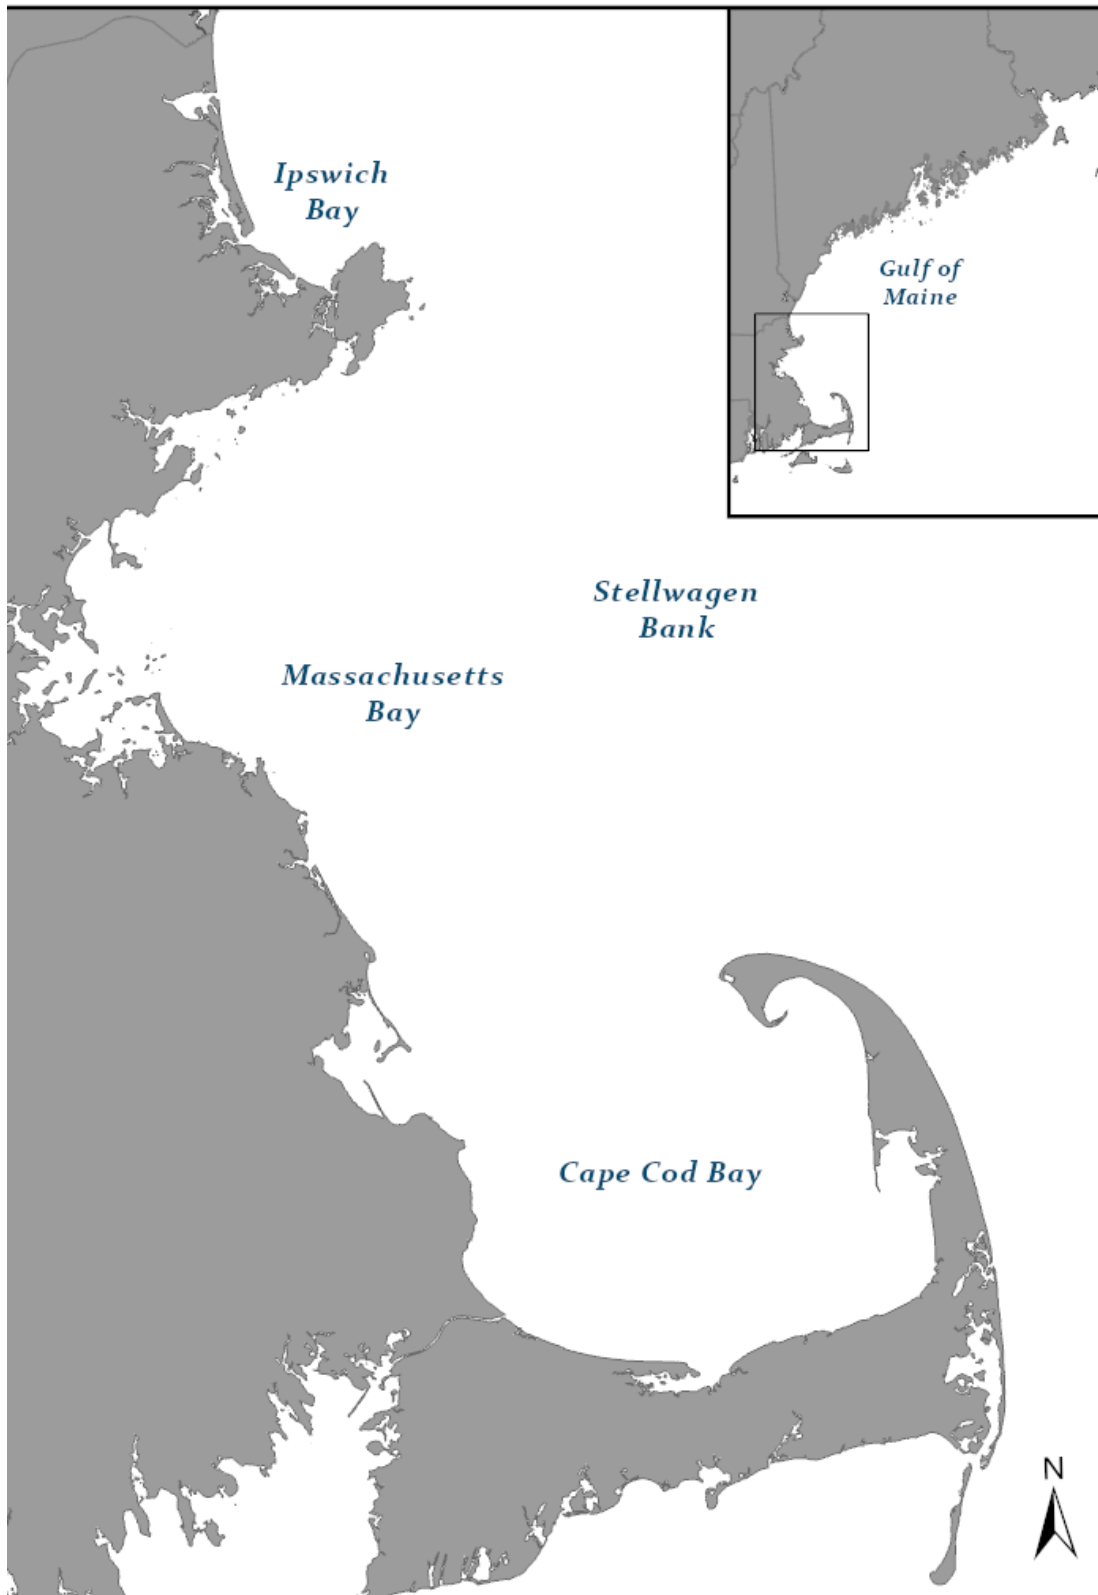 Ipswich
Bay
Gulf of
Maine
Stellwagen
Bank
Massachusetts
Bay
Cape Cod Bay
N